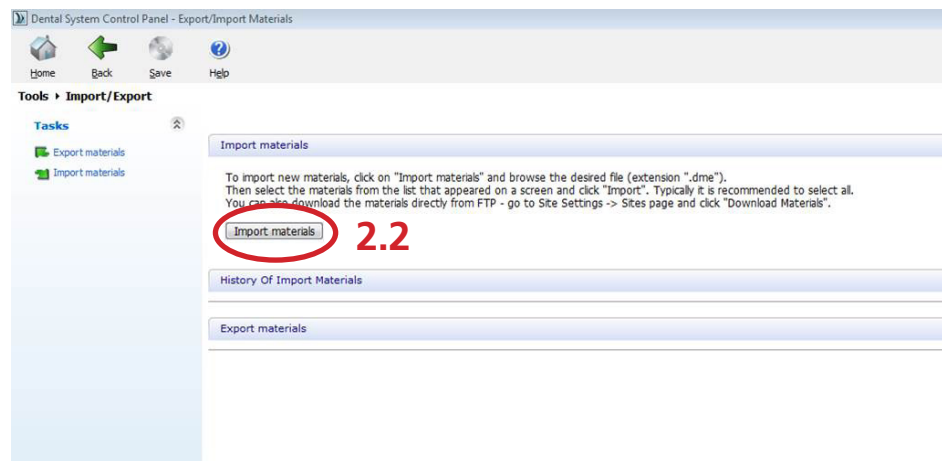 Dental System Control Panel - Export/Import Materials
Home Back Save Help
Tools ▸ Import/Export
Tasks
Export materials
Import materials
Import materials
To import new materials, click on "Import materials" and browse the desired file (extension ".dme").
Then select the materials from the list that appeared on a screen and click "Import". Typically it is recommended to select all.
You can also download the materials directly from FTP - go to Site Settings -> Sites page and click "Download Materials".
Import materials 2.2
History Of Import Materials
Export materials